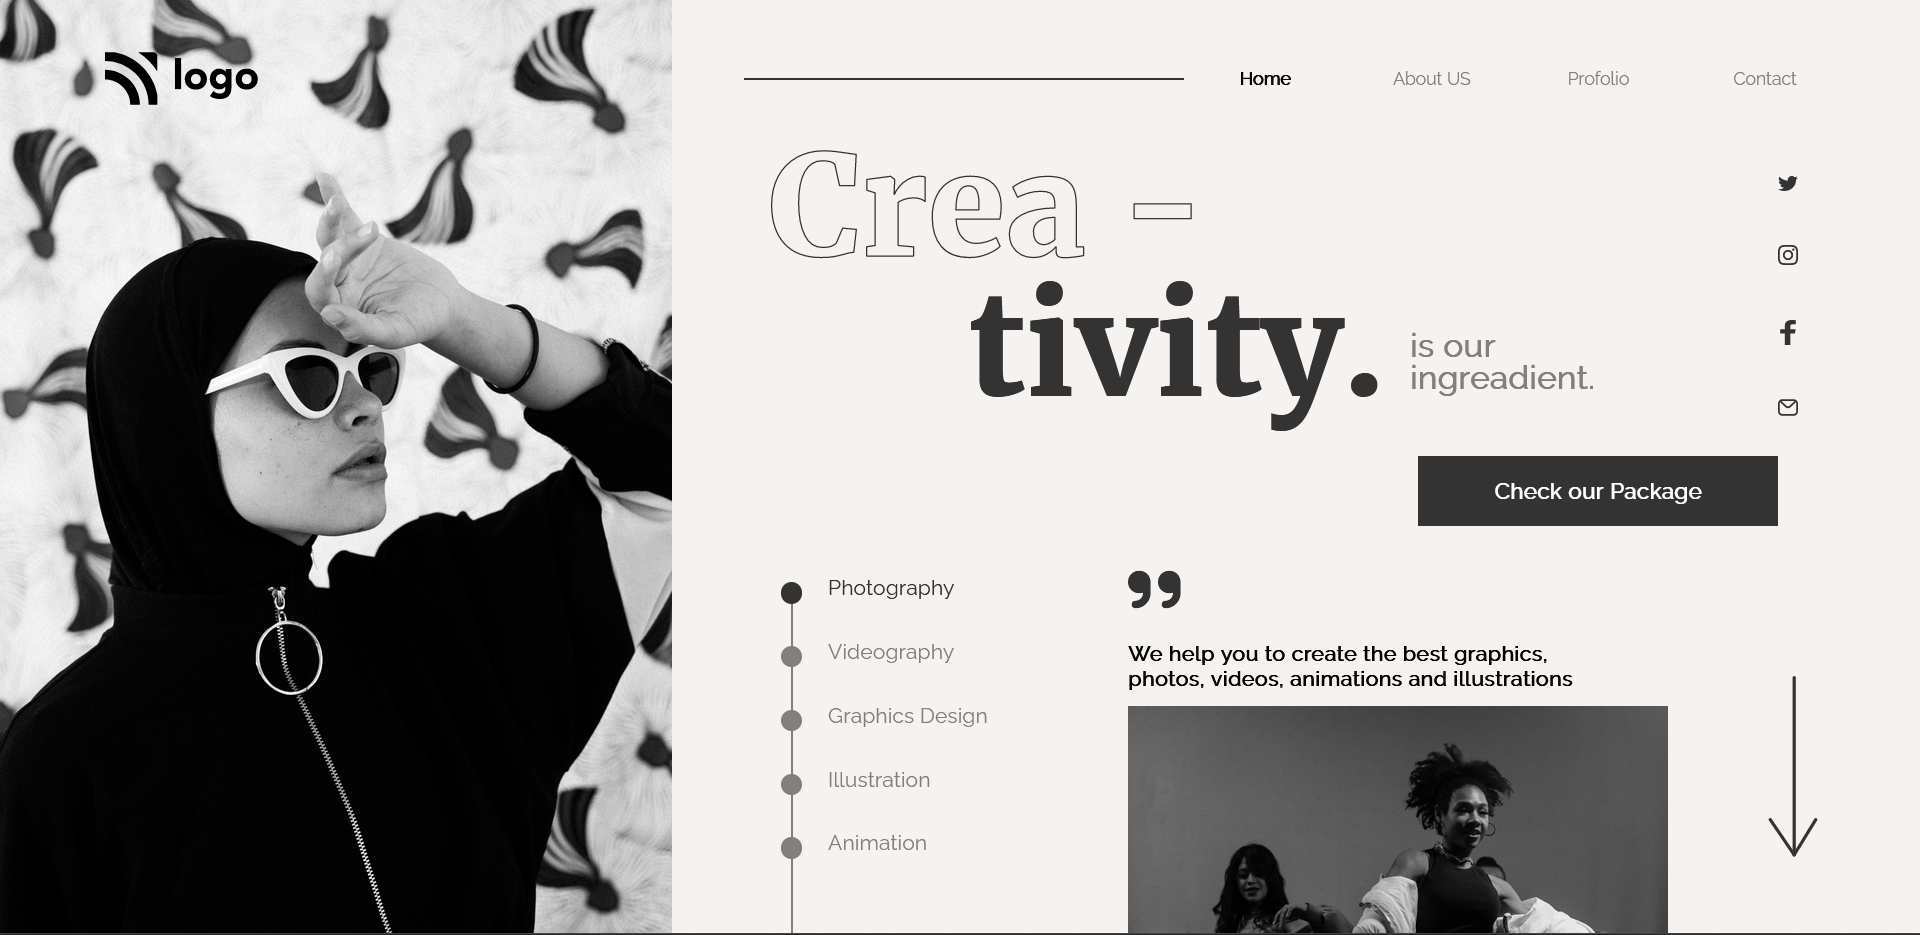 logo
Home
About US
Profolio
Contact
Crea –
tivity.
is our
ingreadient.
Check our Package
Photography
Videography
Graphics Design
Illustration
Animation
”
We help you to create the best graphics,
photos, videos, animations and illustrations